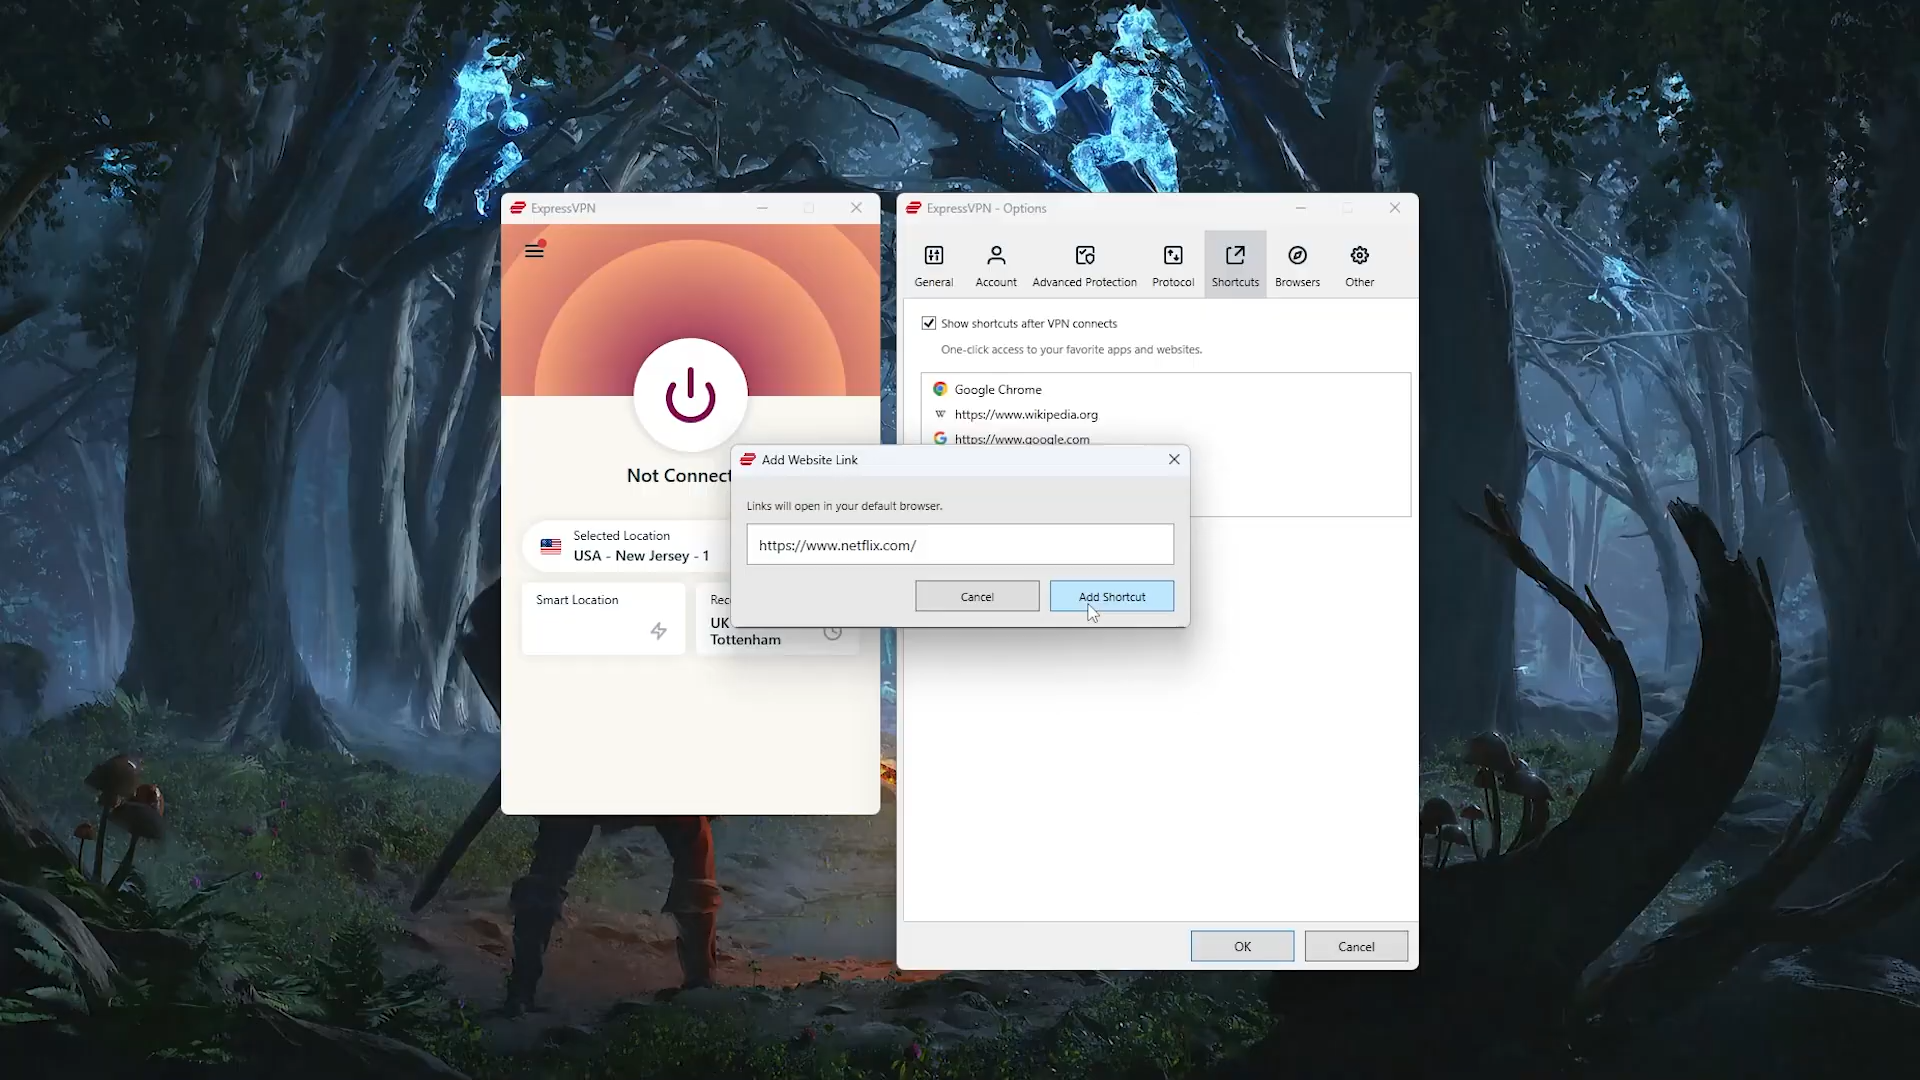 ExpressVPN
Not Connect
Selected Location
USA - New Jersey - 1
Smart Location
Rec
UK
Tottenham
ExpressVPN - Options
General
Account
Advanced Protection
Protocol
Shortcuts
Browsers
Other
Show shortcuts after VPN connects
One-click access to your favorite apps and websites.
Google Chrome
https://www.wikipedia.org
https://www.google.com
Add Website Link
Links will open in your default browser.
https://www.netflix.com/
Cancel
Add Shortcut
OK
Cancel